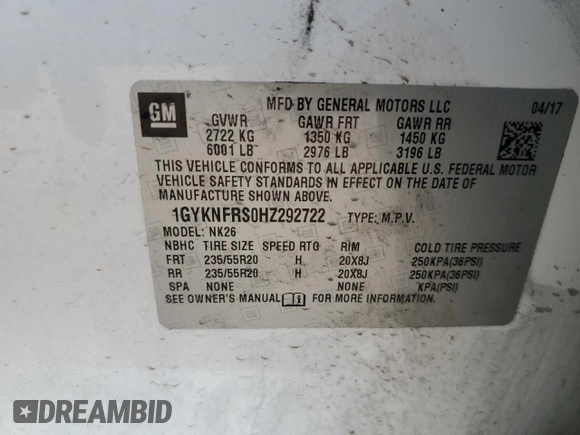 GM
MFD BY GENERAL MOTORS LLC 04/17
GVWR GAWR FRT GAWR RR
2722 KG 1350 KG 1450 KG
6001 LB 2976 LB 3196 LB
THIS VEHICLE CONFORMS TO ALL APPLICABLE U.S. FEDERAL MOTOR
VEHICLE SAFETY STANDARDS IN EFFECT ON THE DATE OF
MANUFACTURE SHOWN ABOVE.
1GYKNFRS0HZ292722 TYPE: M.P.V.
MODEL: NK26
NBHC TIRE SIZE SPEED RTG RIM COLD TIRE PRESSURE
FRT 235/55R20 H 20X8J 250KPA(36PSI)
RR 235/55R20 H 20X8J 250KPA(36PSI)
SPA NONE NONE KPA(PSI)
SEE OWNER'S MANUAL FOR MORE INFORMATION.
DREAMBID